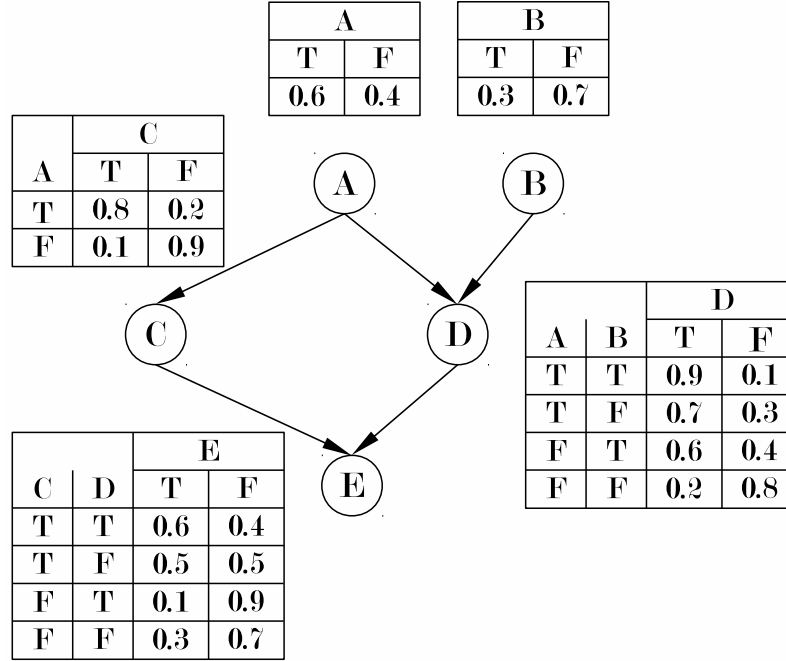 A
T F
0.6 0.4
B
T F
0.3 0.7
C
A T F
T 0.8 0.2
F 0.1 0.9
A
B
C
D
E
D
A B T F
T T 0.9 0.1
T F 0.7 0.3
F T 0.6 0.4
F F 0.2 0.8
E
C D T F
T T 0.6 0.4
T F 0.5 0.5
F T 0.1 0.9
F F 0.3 0.7